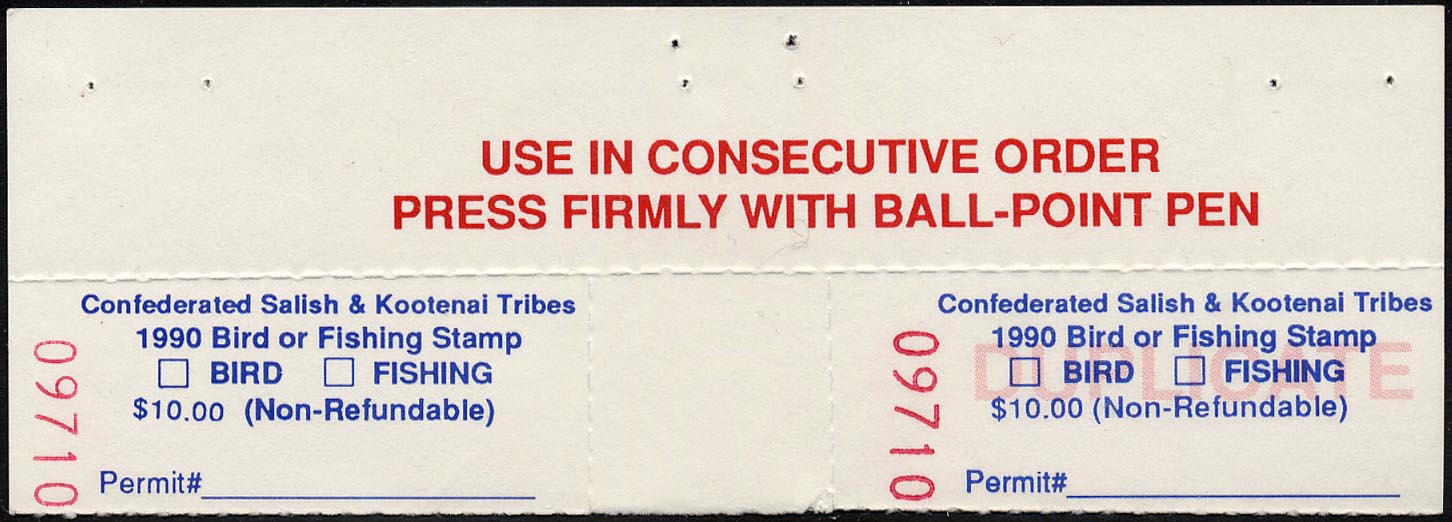 USE IN CONSECUTIVE ORDER
PRESS FIRMLY WITH BALL-POINT PEN
Confederated Salish & Kootenai Tribes
1990 Bird or Fishing Stamp
BIRD FISHING
$10.00 (Non-Refundable)
Permit#
09710
Confederated Salish & Kootenai Tribes
1990 Bird or Fishing Stamp
BIRD FISHING
DUPLICATE
$10.00 (Non-Refundable)
Permit#
09710